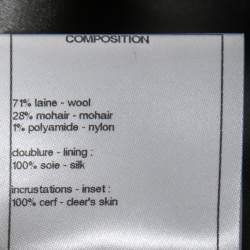 COMPOSITION
71% laine - wool
28% mohair - mohair
1% polyamide - nylon
doublure - lining :
100% soie - silk
incrustations - inset :
100% cerf - deer's skin